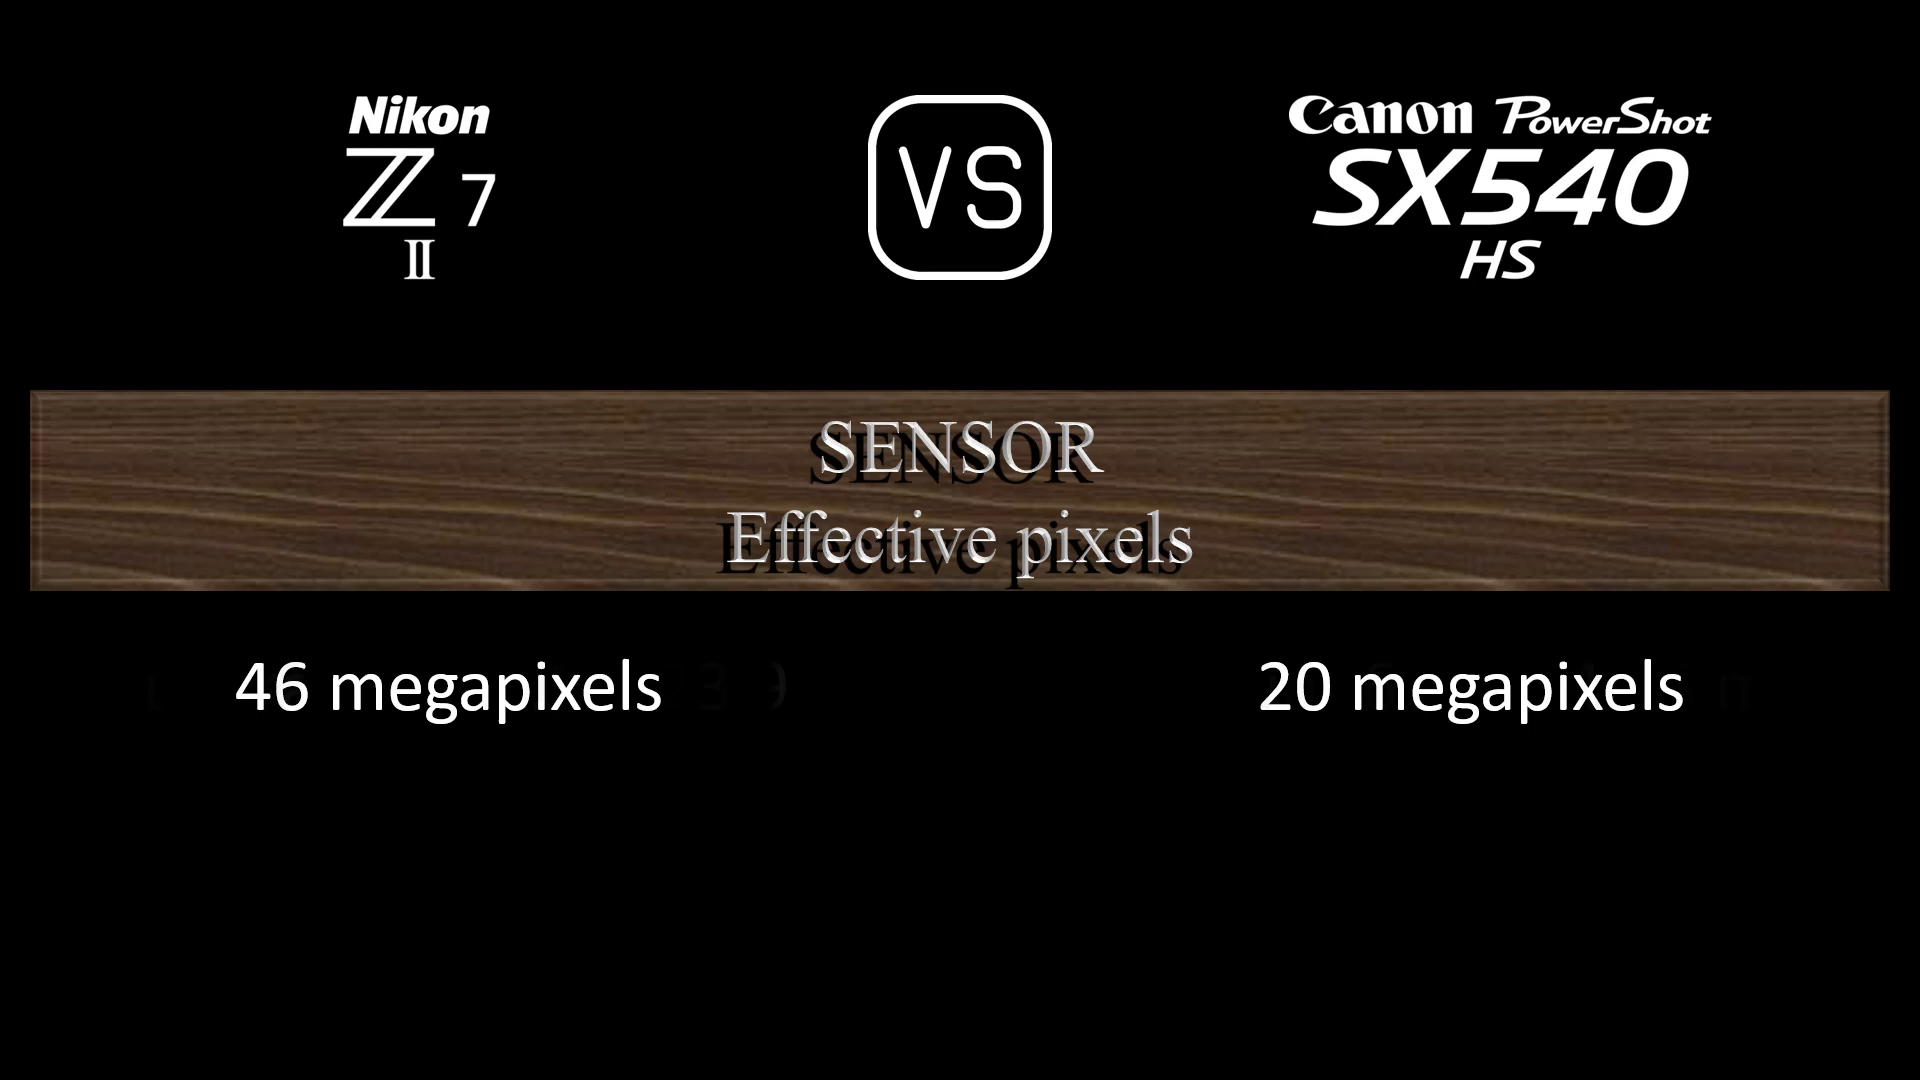 Nikon
Z 7
II
VS
Canon PowerShot
SX540
HS
SENSOR
Effective pixels
46 megapixels
20 megapixels